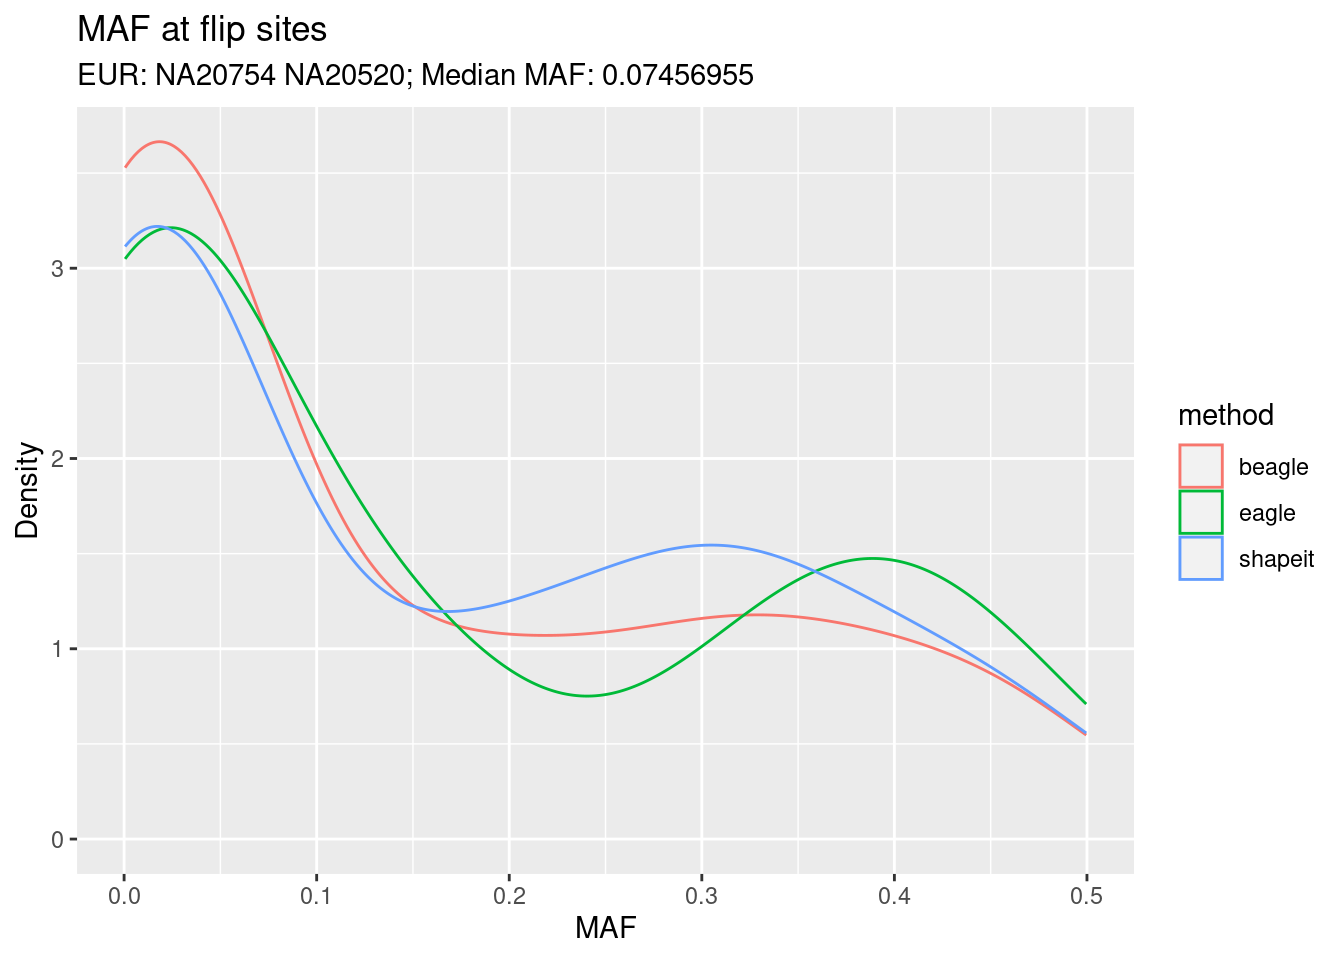 MAF at flip sites
EUR: NA20754 NA20520; Median MAF: 0.07456955
Density
3
2
1
0
0.0 0.1 0.2 0.3 0.4 0.5
MAF
method
beagle
eagle
shapeit